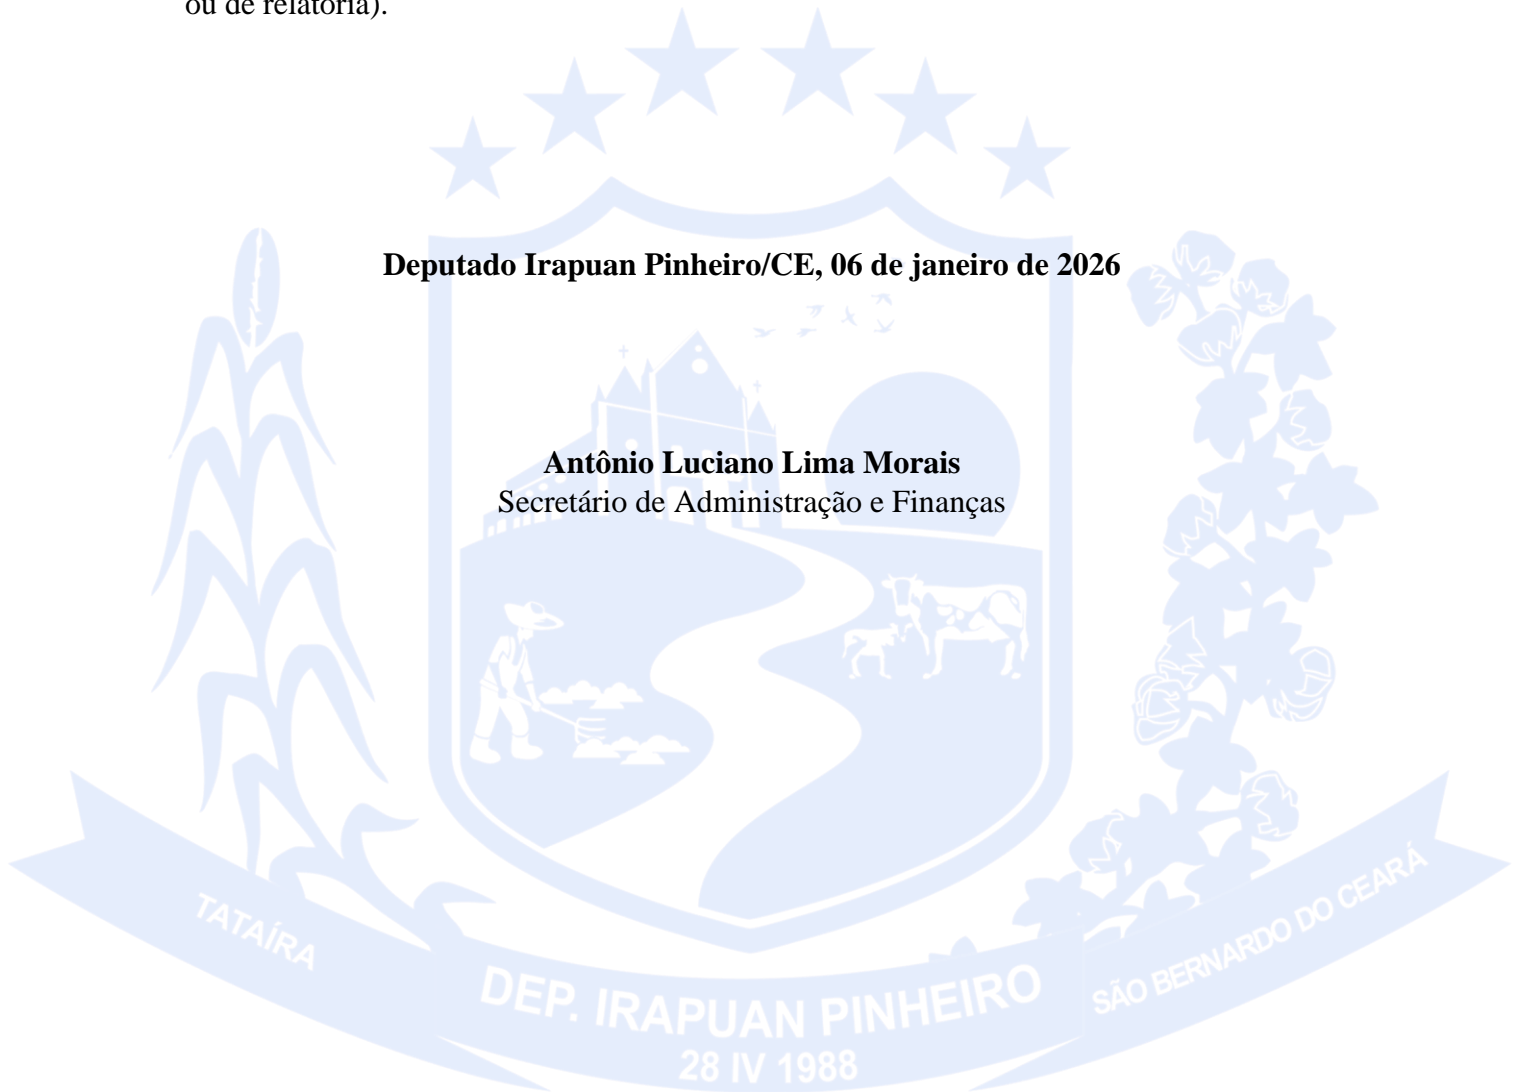 ou de relatoria).
Deputado Irapuan Pinheiro/CE, 06 de janeiro de 2026
Antônio Luciano Lima Morais
Secretário de Administração e Finanças
TATAÍRA
DEP. IRAPUAN PINHEIRO
SÃO BERNARDO DO CEARÁ
28 IV 1988